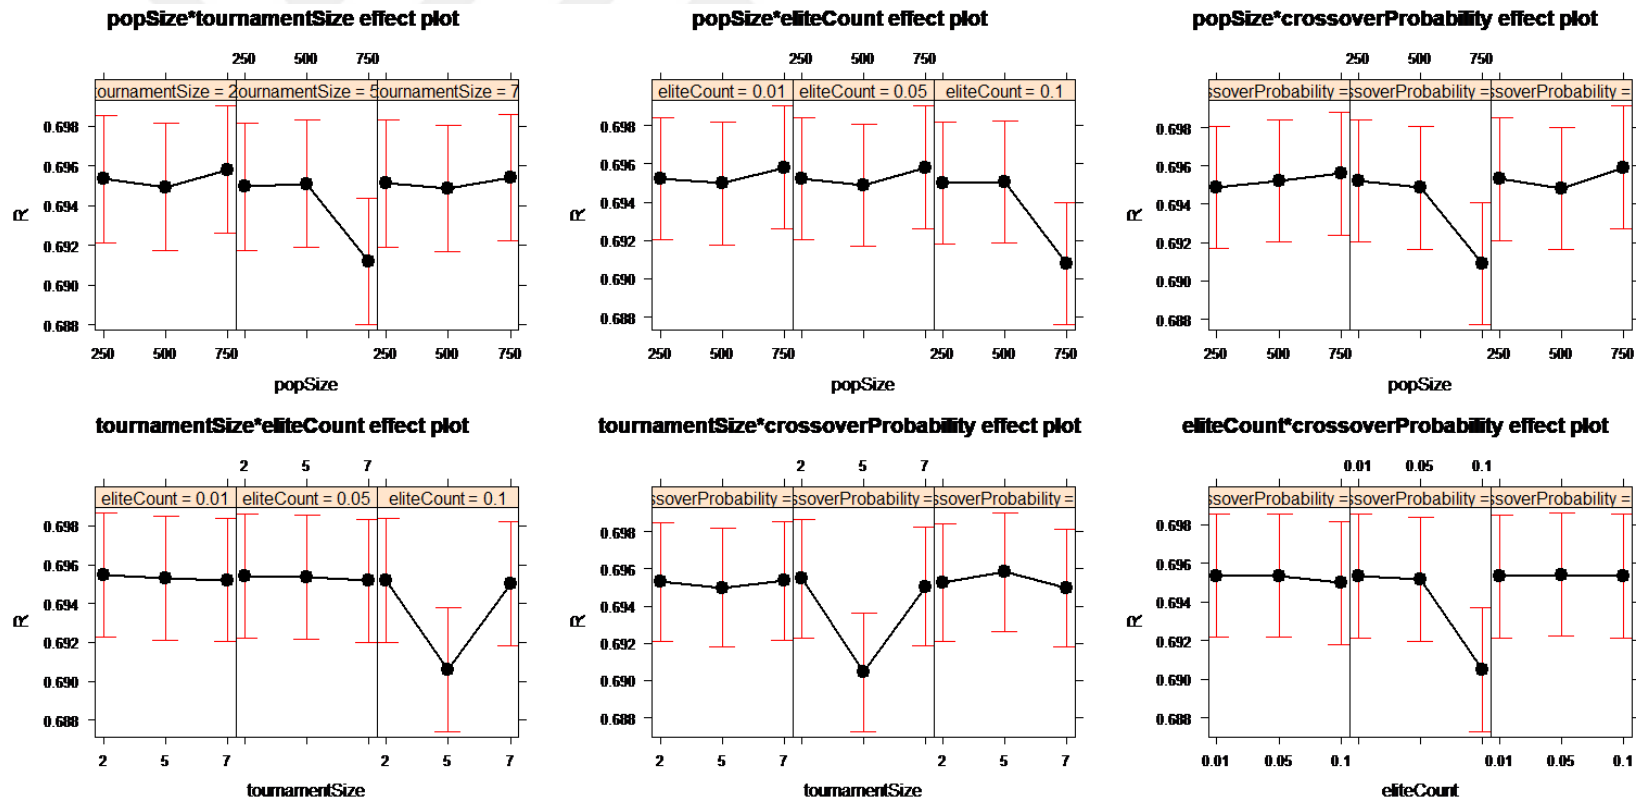 popSize*tournamentSize effect plot
250 500 750
ournamentSize = 2 ournamentSize = 5 ournamentSize = 7
0.698
0.696
0.694
0.692
0.690
0.688
R
250 500 750 250 500 750
popSize
popSize*eliteCount effect plot
250 500 750
eliteCount = 0.01 eliteCount = 0.05 eliteCount = 0.1
0.698
0.696
0.694
0.692
0.690
0.688
R
250 500 750 250 500 750
popSize
popSize*crossoverProbability effect plot
250 500 750
ssoverProbability = ssoverProbability = ssoverProbability =
0.698
0.696
0.694
0.692
0.690
0.688
R
250 500 750 250 500 750
popSize
tournamentSize*eliteCount effect plot
2 5 7
eliteCount = 0.01 eliteCount = 0.05 eliteCount = 0.1
0.698
0.696
0.694
0.692
0.690
0.688
R
2 5 7 2 5 7
tournamentSize
tournamentSize*crossoverProbability effect plot
2 5 7
ssoverProbability = ssoverProbability = ssoverProbability =
0.698
0.696
0.694
0.692
0.690
0.688
R
2 5 7 2 5 7
tournamentSize
eliteCount*crossoverProbability effect plot
0.01 0.05 0.1
ssoverProbability = ssoverProbability = ssoverProbability =
0.698
0.696
0.694
0.692
0.690
0.688
R
0.01 0.05 0.1 0.01 0.05 0.1
eliteCount